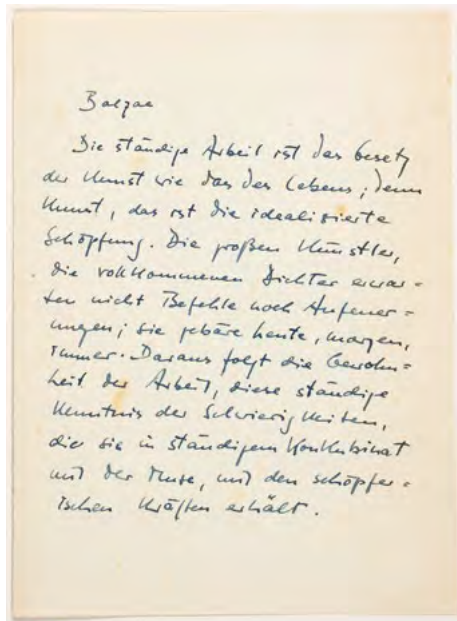 Balzac
Die ständige Arbeit ist das Gesetz
der Kunst wie das des Lebens; denn
Kunst, das ist die idealisierte
Schöpfung. Die großen Künstler,
die vollkommenen Dichter erwar-
ten nicht Befehle noch Anfeuer-
ungen; sie gebäre heute, morgen,
immer. Daraus folgt die Gewohn-
heit der Arbeit, diese ständige
Kenntnis der Schwierigkeiten,
die sie in ständigem Konkubinat
mit der Muse, mit den schöpfer-
ischen Kräften erhält.